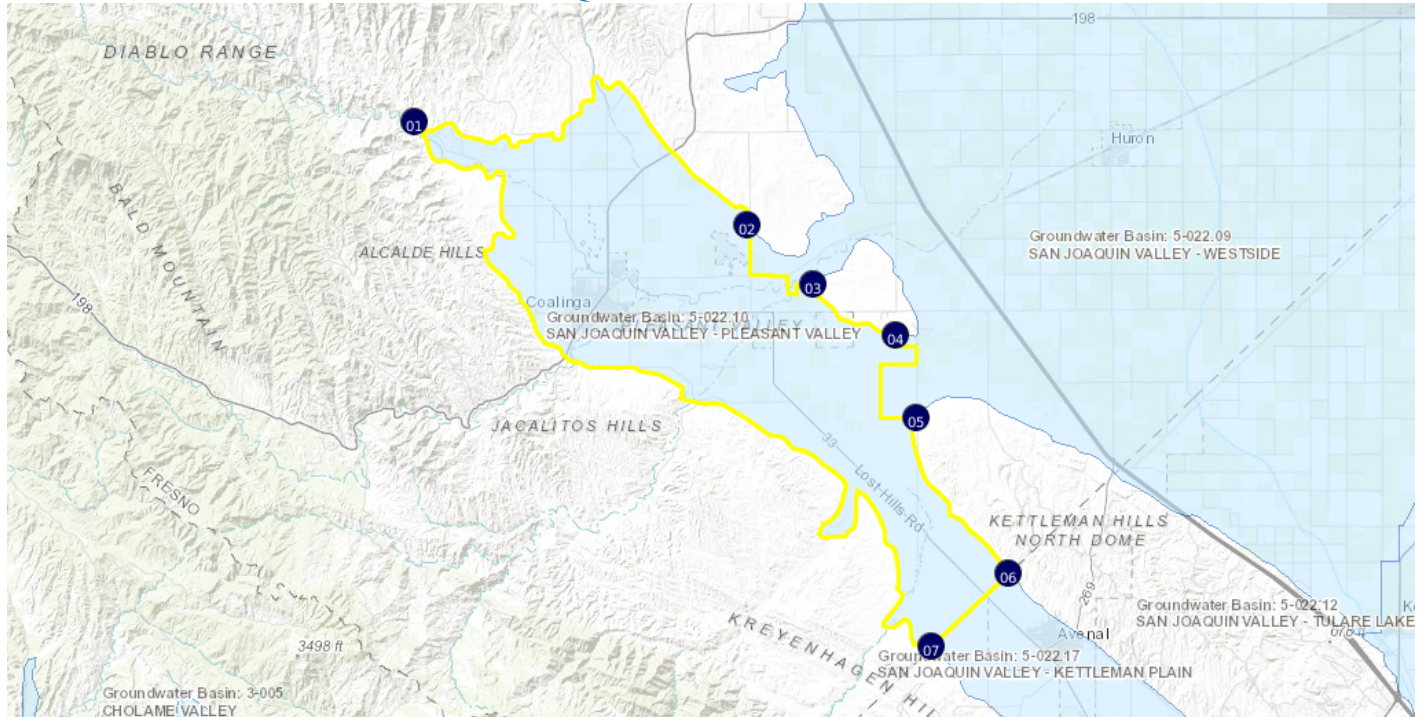 198
DIABLO RANGE
01
Huron
BALD MOUNTAIN
02
ALCALDE HILLS
Groundwater Basin: 5-022.09
SAN JOAQUIN VALLEY - WESTSIDE
03
198
Coalinga
Groundwater Basin: 5-022.10
SAN JOAQUIN VALLEY - PLEASANT VALLEY
04
05
JACALITOS HILLS
33
Lost Hills Rd
FRESNO
KETTLEMAN HILLS
NORTH DOME
06
269
Groundwater Basin: 5-022.12
SAN JOAQUIN VALLEY - TULARE LAKE
Avenal
678 ft
3498 ft
07
KREYENHAGEN HIL
Groundwater Basin: 5-022.17
SAN JOAQUIN VALLEY - KETTLEMAN PLAIN
Groundwater Basin: 3-005
CHOLAME VALLEY